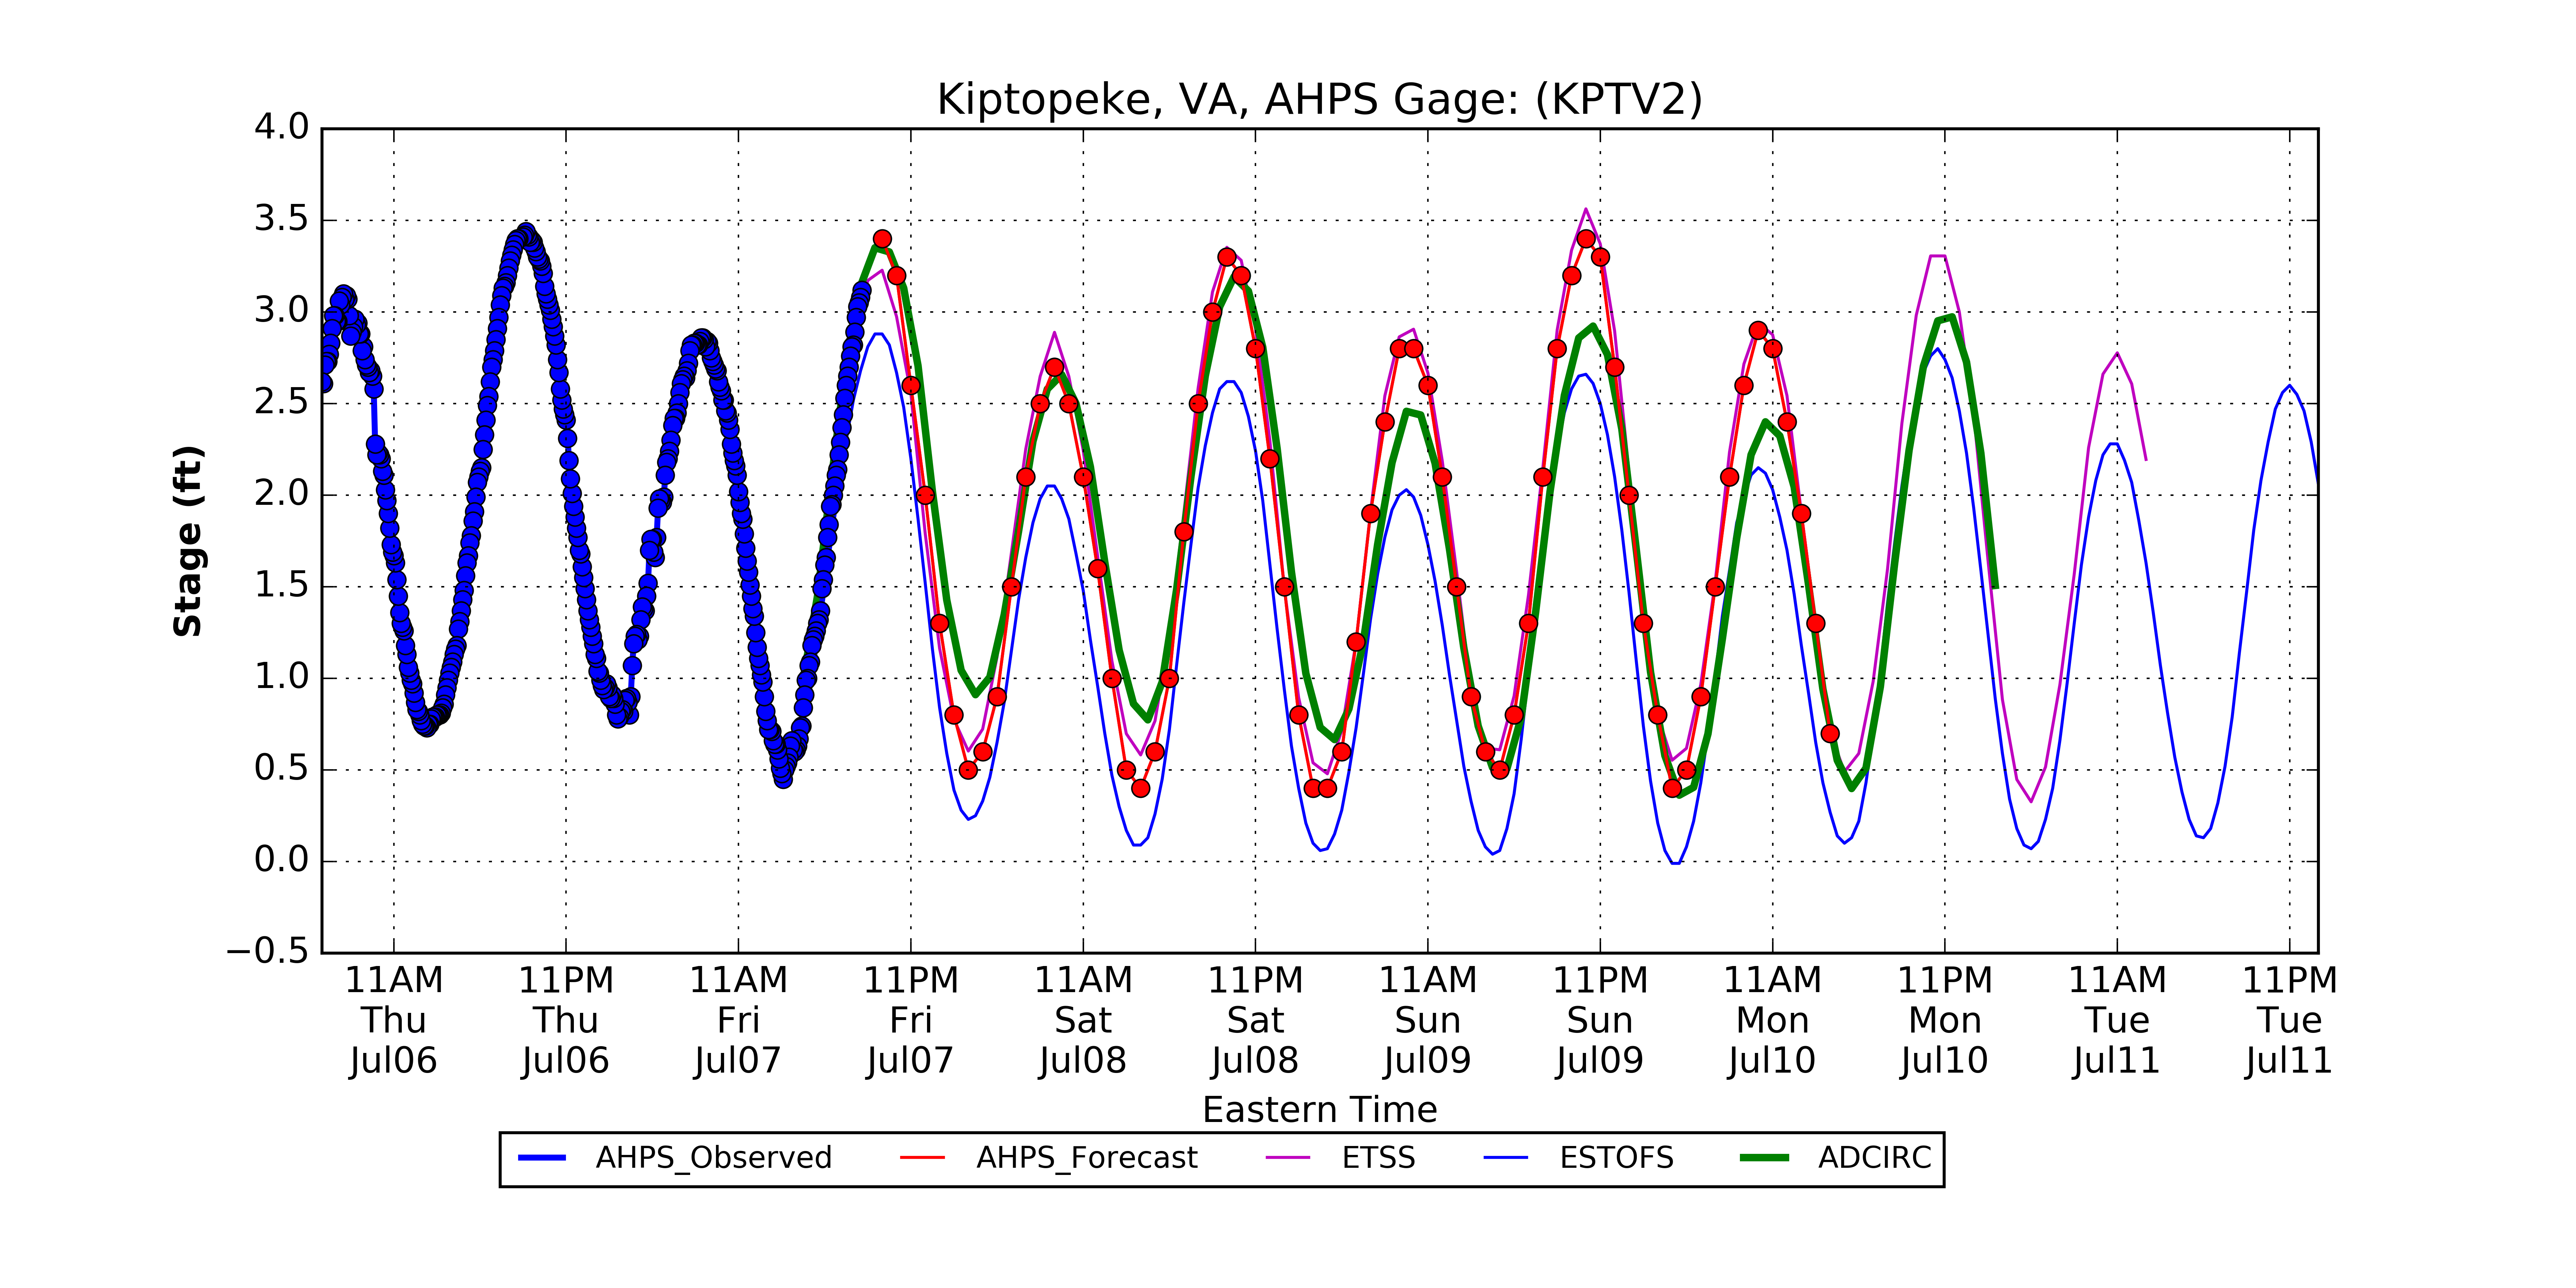 Kiptopeke, VA, AHPS Gage: (KPTV2)
4.0
3.5
3.0
2.5
2.0
1.5
1.0
0.5
0.0
−0.5
Stage (ft)
11AM 11PM 11AM 11PM 11AM 11PM 11AM 11PM 11AM 11PM 11AM 11PM
Thu Thu Fri Fri Sat Sat Sun Sun Mon Mon Tue Tue
Jul06 Jul06 Jul07 Jul07 Jul08 Jul08 Jul09 Jul09 Jul10 Jul10 Jul11 Jul11
Eastern Time
AHPS_Observed AHPS_Forecast ETSS ESTOFS ADCIRC